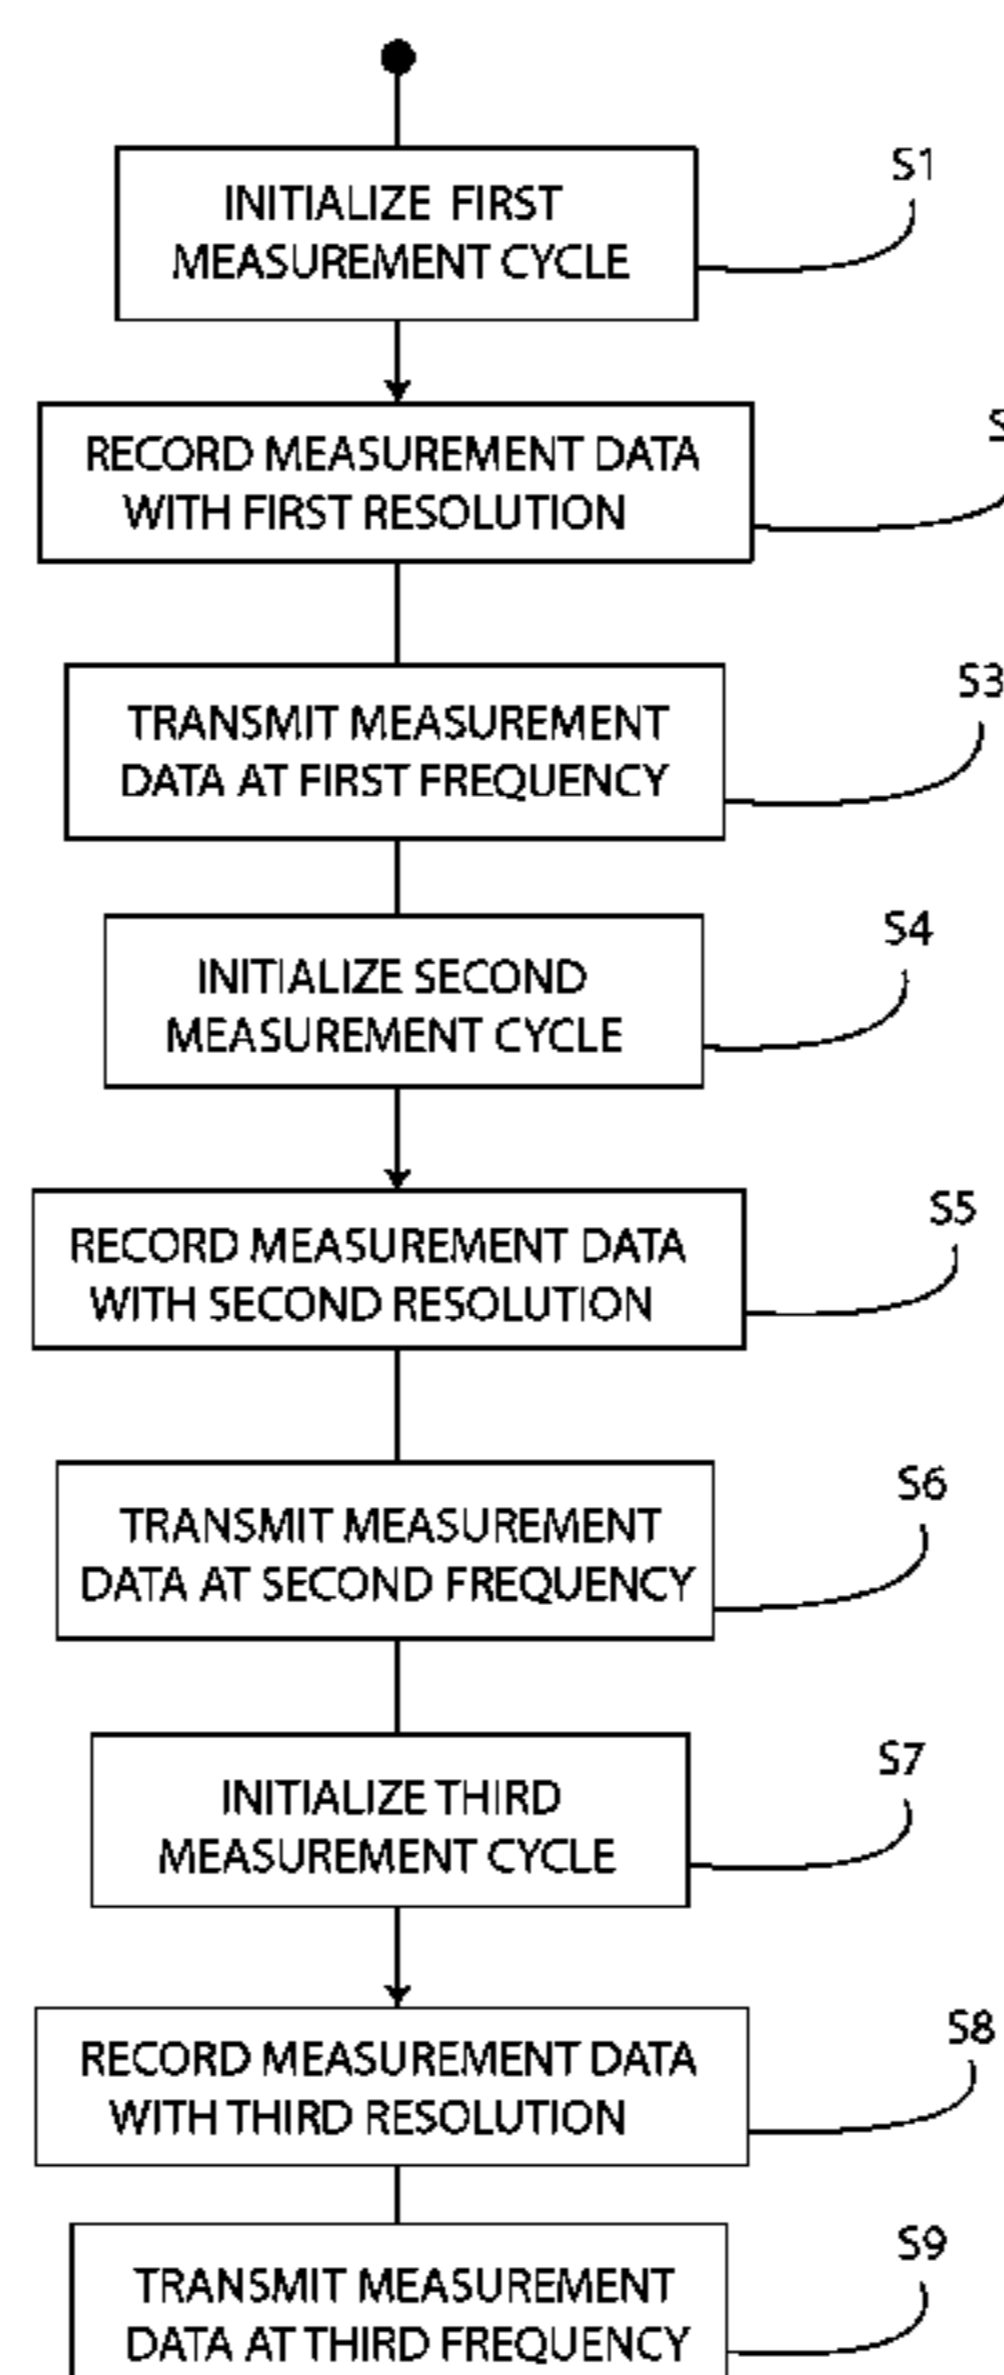 S1
INITIALIZE FIRST
MEASUREMENT CYCLE
RECORD MEASUREMENT DATA
WITH FIRST RESOLUTION
S3
TRANSMIT MEASUREMENT
DATA AT FIRST FREQUENCY
S4
INITIALIZE SECOND
MEASUREMENT CYCLE
S5
RECORD MEASUREMENT DATA
WITH SECOND RESOLUTION
S6
TRANSMIT MEASUREMENT
DATA AT SECOND FREQUENCY
S7
INITIALIZE THIRD
MEASUREMENT CYCLE
S8
RECORD MEASUREMENT DATA
WITH THIRD RESOLUTION
S9
TRANSMIT MEASUREMENT
DATA AT THIRD FREQUENCY